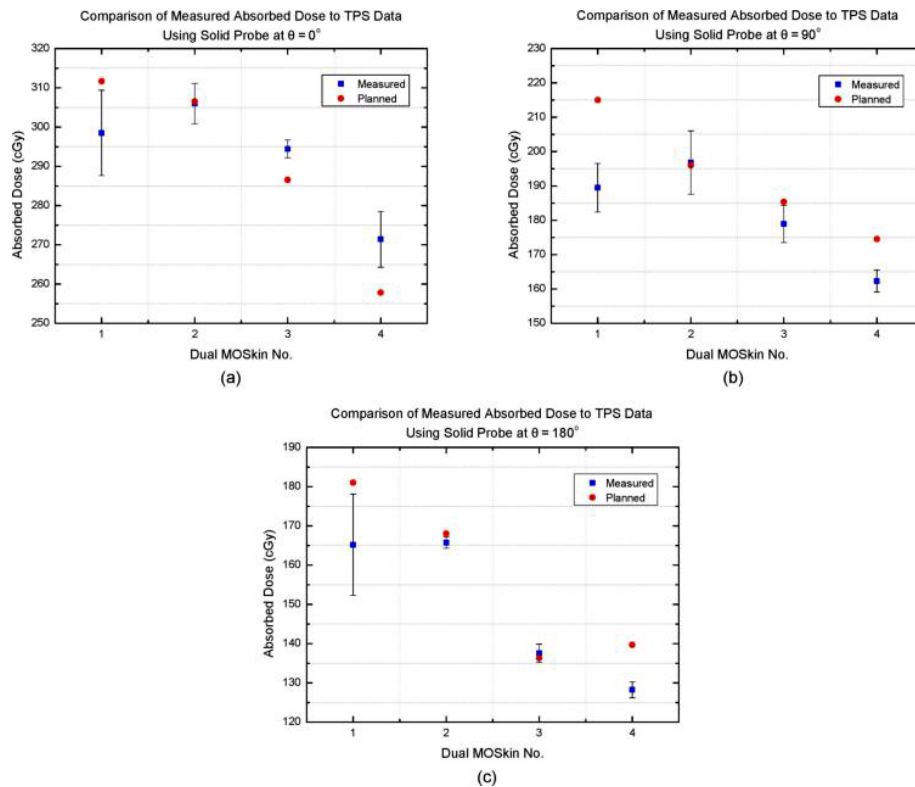 Comparison of Measured Absorbed Dose to TPS Data
Using Solid Probe at θ = 0°
Absorbed Dose (cGy)
320
310
300
290
280
270
260
250
Measured
Planned
1 2 3 4
Dual MOSkin No.
(a)
Comparison of Measured Absorbed Dose to TPS Data
Using Solid Probe at θ = 90°
Absorbed Dose (cGy)
230
220
210
200
190
180
170
160
150
Measured
Planned
1 2 3 4
Dual MOSkin No.
(b)
Comparison of Measured Absorbed Dose to TPS Data
Using Solid Probe at θ = 180°
Absorbed Dose (cGy)
190
180
170
160
150
140
130
120
Measured
Planned
1 2 3 4
Dual MOSkin No.
(c)